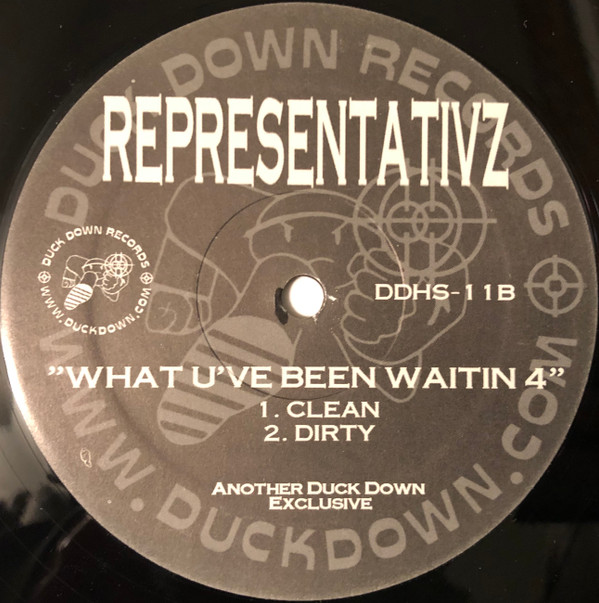 DUCK DOWN RECORDS
REPRESENTATIVZ
DUCK DOWN RECORDS
WWW.DUCKDOWN.COM
DDHS-11B
"WHAT U'VE BEEN WAITIN 4"
1. CLEAN
2. DIRTY
ANOTHER DUCK DOWN
EXCLUSIVE
WWW.DUCKDOWN.COM